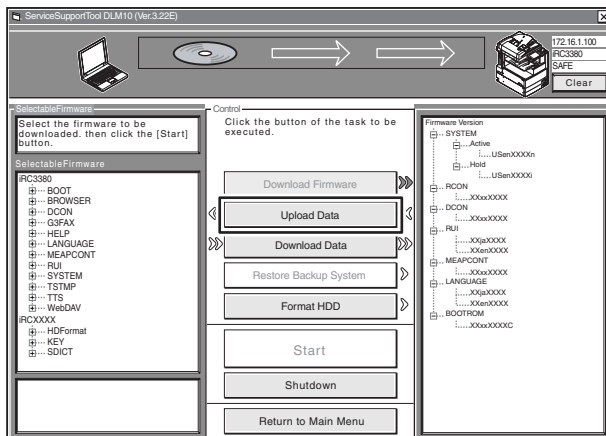 ServiceSupportTool DLM10 (Ver.3.22E)
172.16.1.100
iRC3380
SAFE
Clear
SelectableFirmware
Select the firmware to be
downloaded. then click the [Start]
button.
SelectableFirmware
iRC3380
BOOT
BROWSER
DCON
G3FAX
HELP
LANGUAGE
MEAPCONT
RUI
SYSTEM
TSTMP
TTS
WebDAV
iRCXXXX
HDFormat
KEY
SDICT
Control
Click the button of the task to be
executed.
Download Firmware
Upload Data
Download Data
Restore Backup System
Format HDD
Start
Shutdown
Return to Main Menu
Firmware Version
SYSTEM
Active
USenXXXXn
Hold
USenXXXXi
RCON
XXxxXXXX
DCON
XXxxXXXX
RUI
XXjaXXXX
XXenXXXX
MEAPCONT
XXxxXXXX
LANGUAGE
XXjaXXXX
XXenXXXX
BOOTROM
XXxxXXXXC